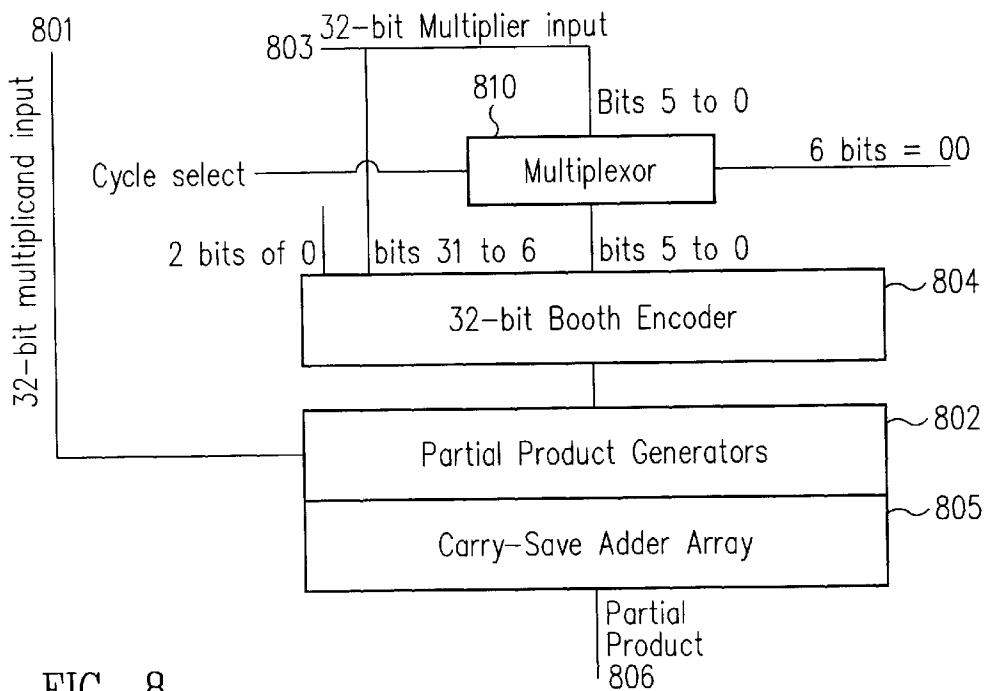 801
32-bit Multiplier input
803
810
Bits 5 to 0
6 bits = 00
Cycle select
Multiplexor
32-bit multiplicand input
2 bits of 0
bits 31 to 6
bits 5 to 0
804
32-bit Booth Encoder
802
Partial Product Generators
805
Carry-Save Adder Array
Partial
Product
806
FIG. 8